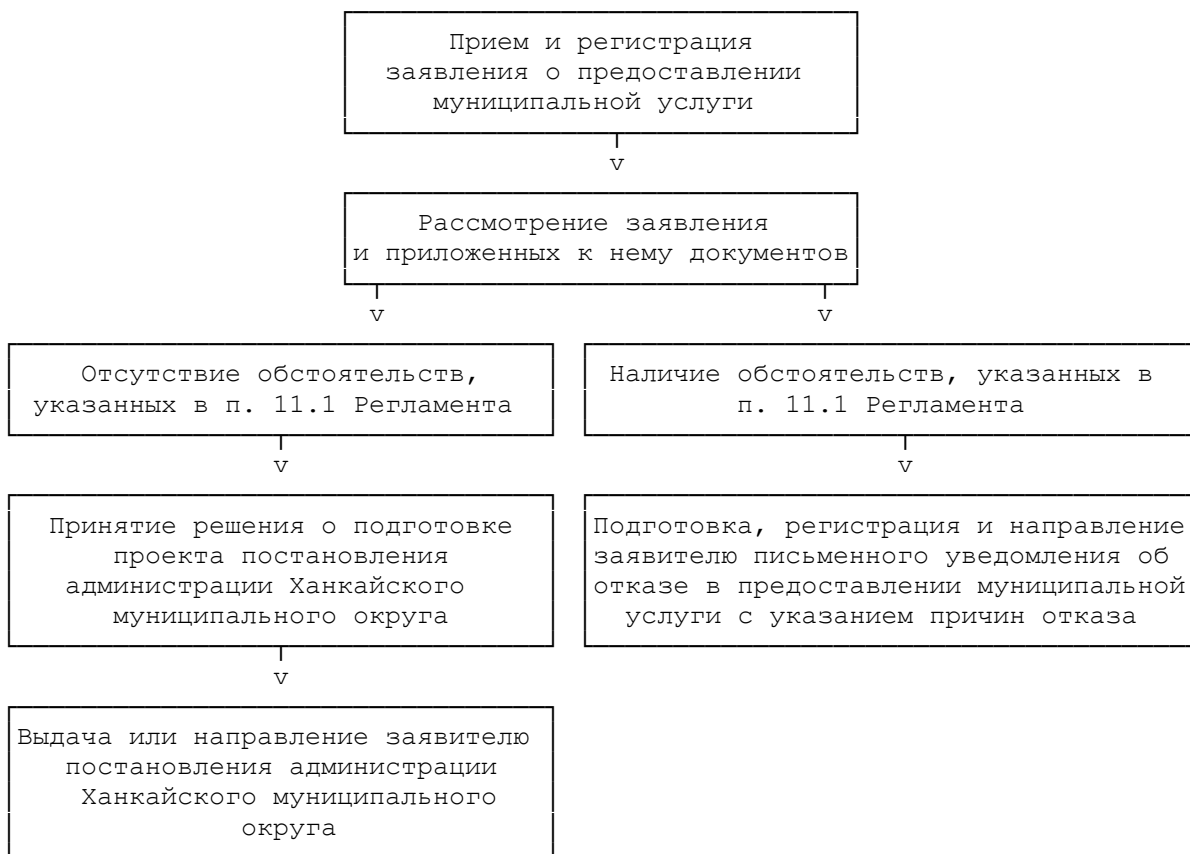 Прием и регистрация
заявления о предоставлении
муниципальной услуги
v
Рассмотрение заявления
и приложенных к нему документов
v
v
Отсутствие обстоятельств,
указанных в п. 11.1 Регламента
Наличие обстоятельств, указанных в
п. 11.1 Регламента
v
v
Принятие решения о подготовке
проекта постановления
администрации Ханкайского
муниципального округа
Подготовка, регистрация и направление
заявителю письменного уведомления об
отказе в предоставлении муниципальной
услуги с указанием причин отказа
v
Выдача или направление заявителю
постановления администрации
Ханкайского муниципального
округа